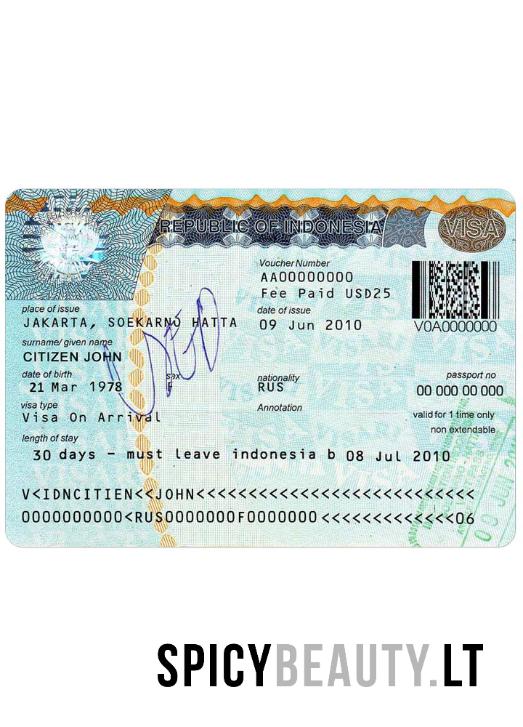 REPUBLIC OF INDONESIA
VISA
Voucher Number
AA00000000
Fee Paid USD25
V0A0000000
place of issue
JAKARTA, SOEKARNO HATTA
date of issue
09 Jun 2010
surname/ given name
CITIZEN JOHN
date of birth
21 Mar 1978
sex
F
nationality
RUS
passport no
00 000 00 000
visa type
Visa On Arrival
Annotation
valid for 1 time only
non extendable
length of stay
30 days - must leave indonesia b 08 Jul 2010
V<IDNCITIEN<<JOHN<<<<<<<<<<<<<<<<<<<<<<<<<<<
0000000000<RUS0000000F0000000<<<<<<<<<<<<<06
SPICYBEAUTY.LT